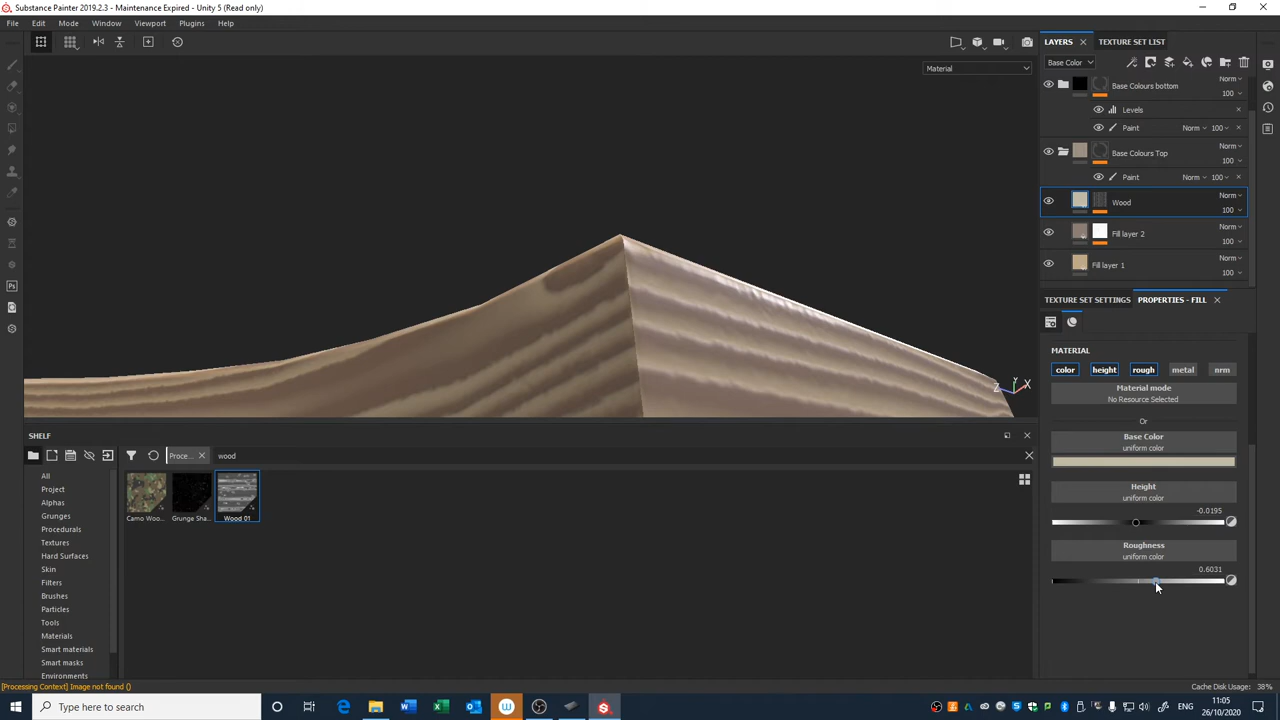 Substance Painter 2019.2.3 - Maintenance Expired - Unity 5 (Read only)
File Edit Mode Window Viewport Plugins Help
Material
LAYERS TEXTURE SET LIST
Base Color
Base Colours bottom Norm 100
Levels
Paint Norm 100
Base Colours Top Norm 100
Paint Norm 100
Wood Norm 100
Fill layer 2 Norm 100
Fill layer 1 Norm 100
TEXTURE SET SETTINGS PROPERTIES - FILL
MATERIAL
color height rough metal nrm
Material mode
No Resource Selected
Or
Base Color
uniform color
Height
uniform color
-0.0195
Roughness
uniform color
0.6031
Z Y X
SHELF
Proce... wood
All
Project
Alphas
Grunges
Procedurals
Textures
Hard Surfaces
Skin
Filters
Brushes
Particles
Tools
Materials
Smart materials
Smart masks
Environments
Camo Woo... Grunge Sha... Wood 01
[Processing Context] Image not found ()
Cache Disk Usage: 38%
Type here to search
ENG
11:05
26/10/2020